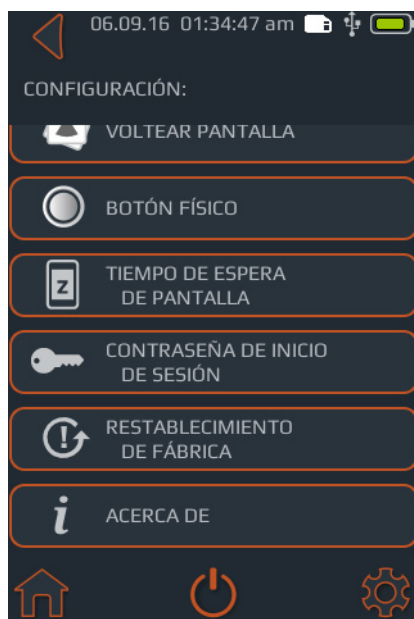 06.09.16 01:34:47 am
CONFIGURACIÓN:
VOLTEAR PANTALLA
BOTÓN FÍSICO
z
TIEMPO DE ESPERA
DE PANTALLA
CONTRASEÑA DE INICIO
DE SESIÓN
RESTABLECIMIENTO
DE FÁBRICA
ACERCA DE